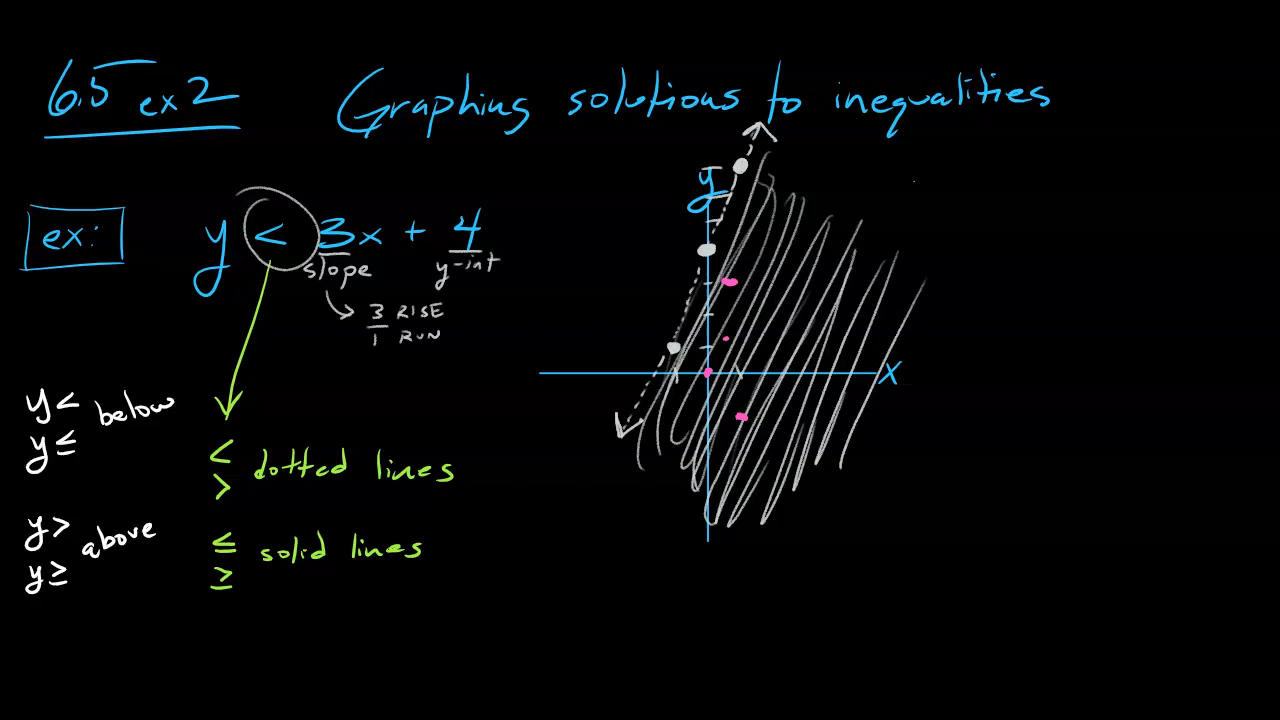 6.5 ex 2 Graphing solutions to inequalities
ex: y < 3x + 4
slope y-int
3 RISE
1 RUN
y
x
y< below
y≤
y> above
y≥
< dotted lines
>
≤ solid lines
≥